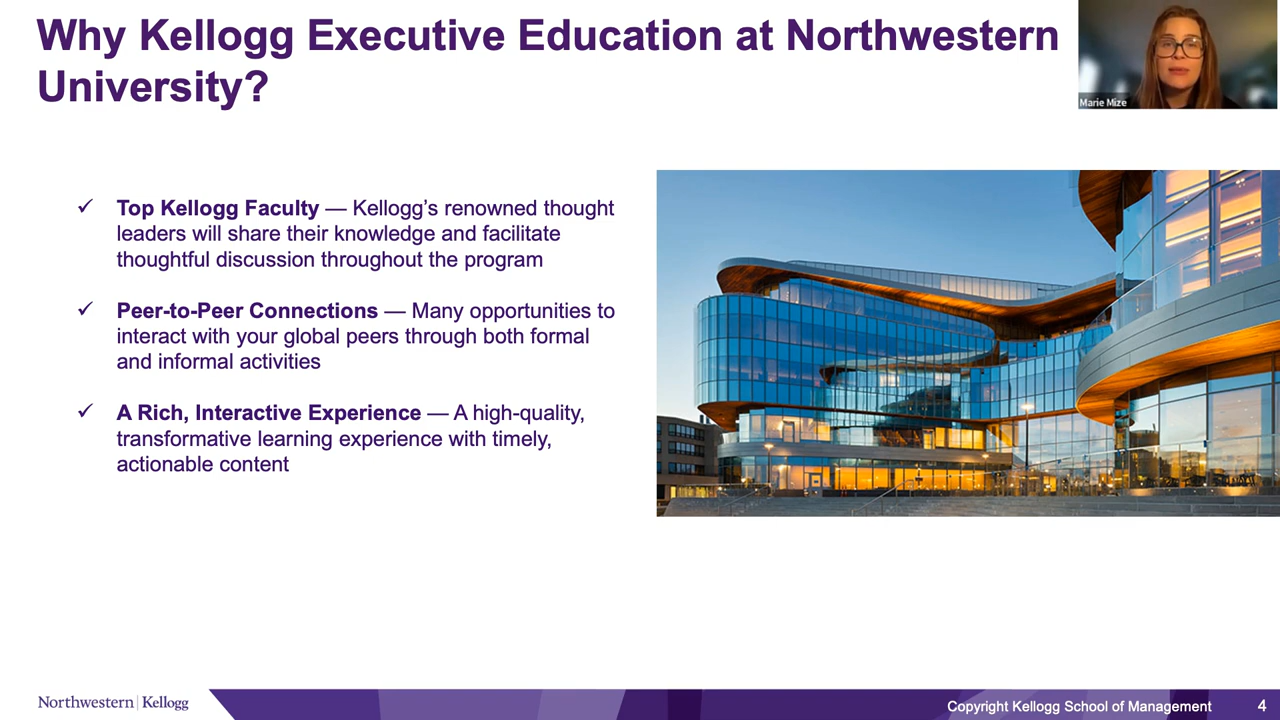 Why Kellogg Executive Education at Northwestern
University?
Marie Mize
✓ Top Kellogg Faculty — Kellogg’s renowned thought
leaders will share their knowledge and facilitate
thoughtful discussion throughout the program
✓ Peer-to-Peer Connections — Many opportunities to
interact with your global peers through both formal
and informal activities
✓ A Rich, Interactive Experience — A high-quality,
transformative learning experience with timely,
actionable content
Northwestern | Kellogg
Copyright Kellogg School of Management 4